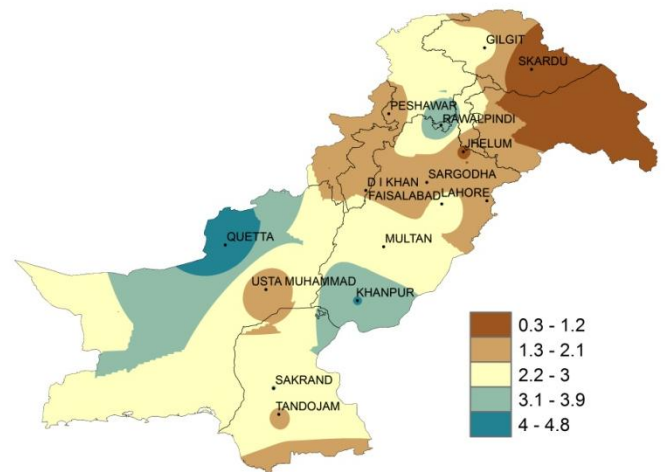 GILGIT
SKARDU
PESHAWAR
RAWALPINDI
JHELUM
D I KHAN
SARGODHA
FAISALABAD
LAHORE
QUETTA
MULTAN
USTA MUHAMMAD
KHANPUR
SAKRAND
TANDOJAM
0.3 - 1.2
1.3 - 2.1
2.2 - 3
3.1 - 3.9
4 - 4.8